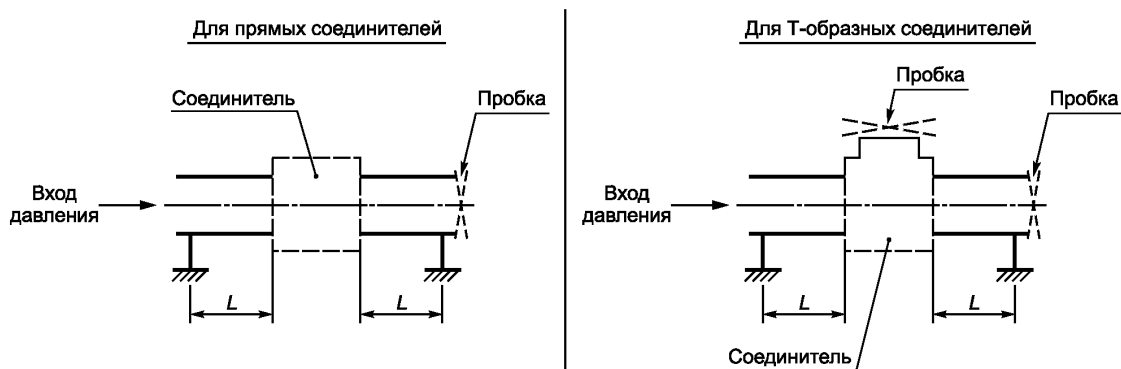 Для прямых соединителей
Соединитель
Пробка
Вход
давления
L
L
Для Т-образных соединителей
Пробка
Пробка
Вход
давления
L
L
Соединитель